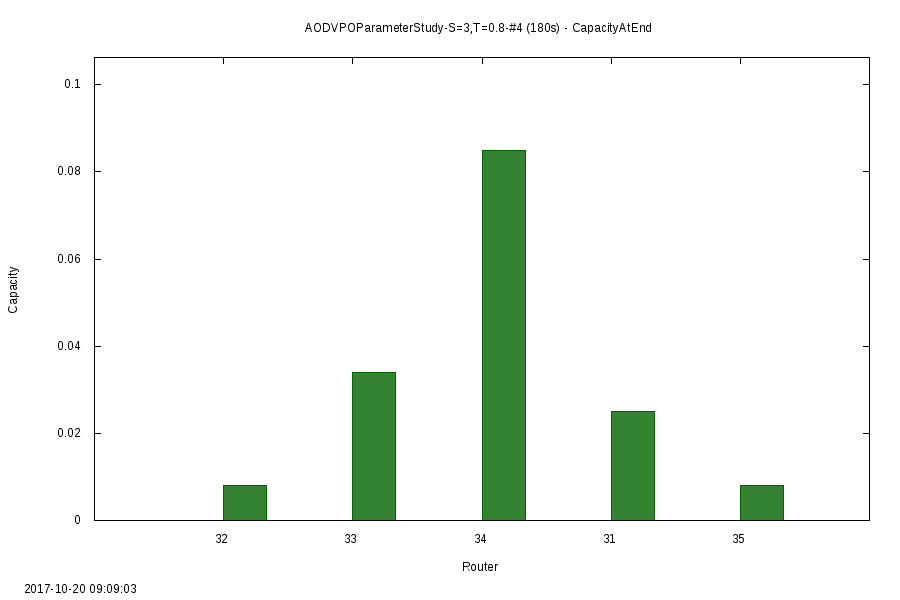 AODVPOParameterStudy-S=3,T=0.8-#4 (180s) - CapacityAtEnd
0.1
0.08
0.06
0.04
0.02
0
Capacity
32 33 34 31 35
Router
2017-10-20 09:09:03